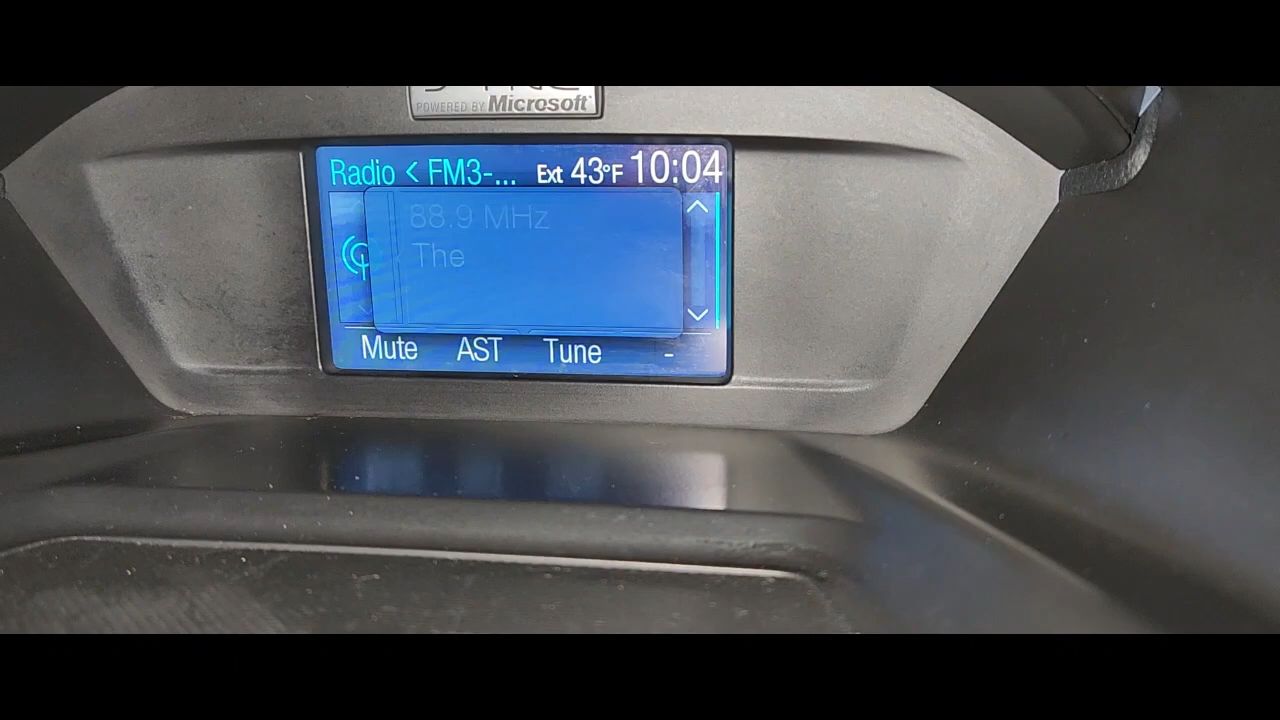 POWERED BY Microsoft
Radio < FM3-... Ext 43°F 10:04
88.9 MHz
The
Mute AST Tune -